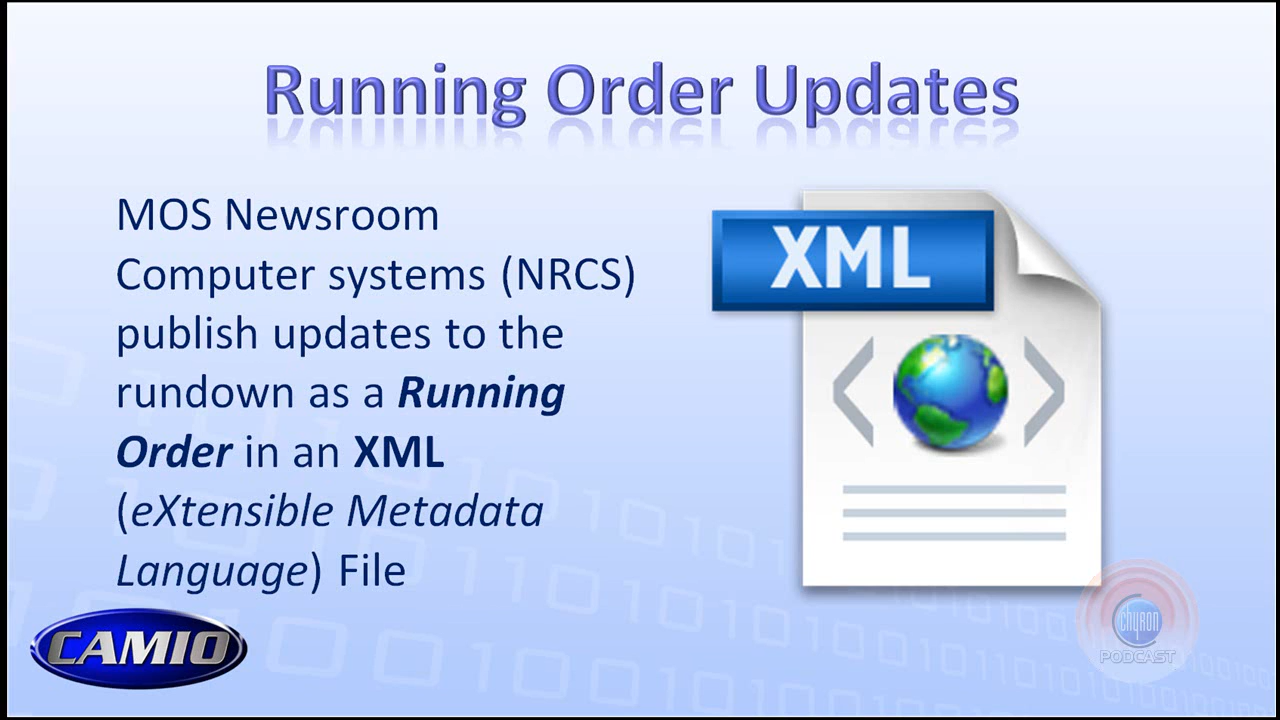 Running Order Updates
MOS Newsroom
Computer systems (NRCS)
publish updates to the
rundown as a Running
Order in an XML
(eXtensible Metadata
Language) File
XML
CAMIO
chyron
PODCAST